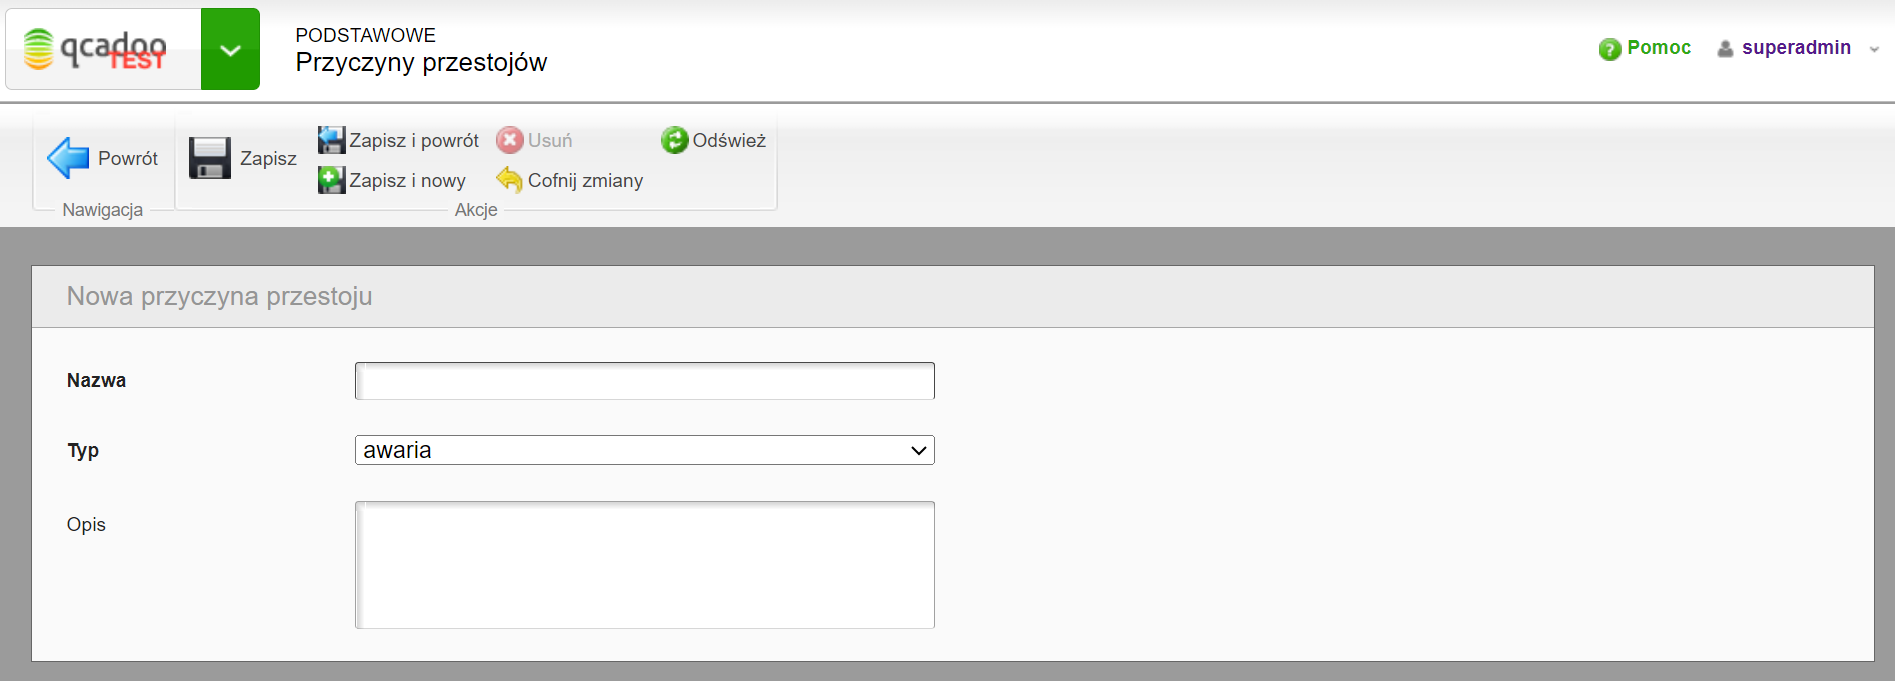 qcadoo
TEST
PODSTAWOWE
Przyczyny przestojów
Pomoc
superadmin
Powrót
Nawigacja
Zapisz
Zapisz i powrót
Usuń
Odśwież
Zapisz i nowy
Cofnij zmiany
Akcje
Nowa przyczyna przestoju
Nazwa
Typ
awaria
Opis